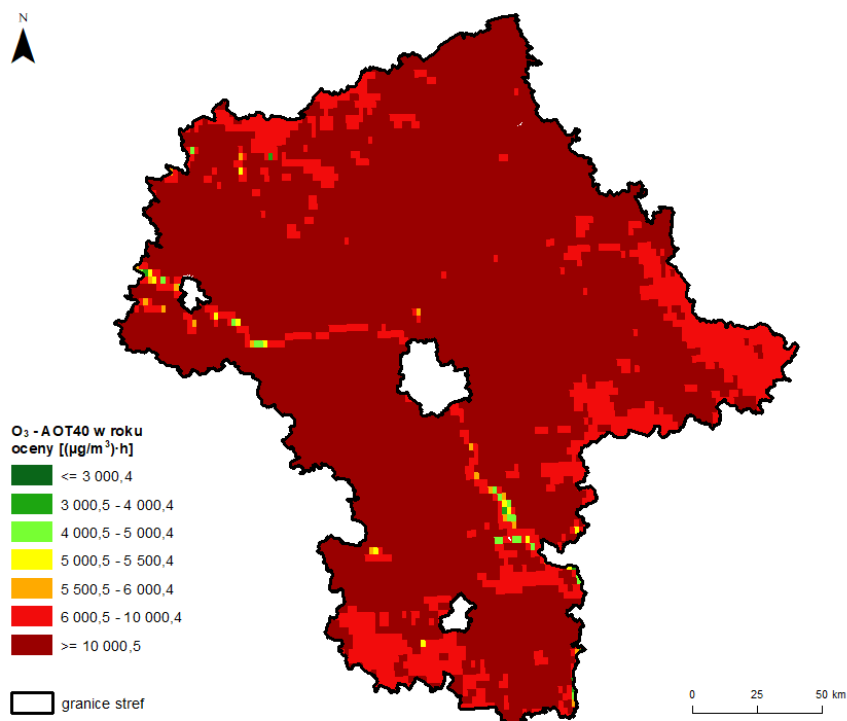 N
O₃ - AOT40 w roku
oceny [(µg/m³)·h]
<= 3 000,4
3 000,5 - 4 000,4
4 000,5 - 5 000,4
5 000,5 - 5 500,4
5 500,5 - 6 000,4
6 000,5 - 10 000,4
>= 10 000,5
granice stref
0 25 50 km